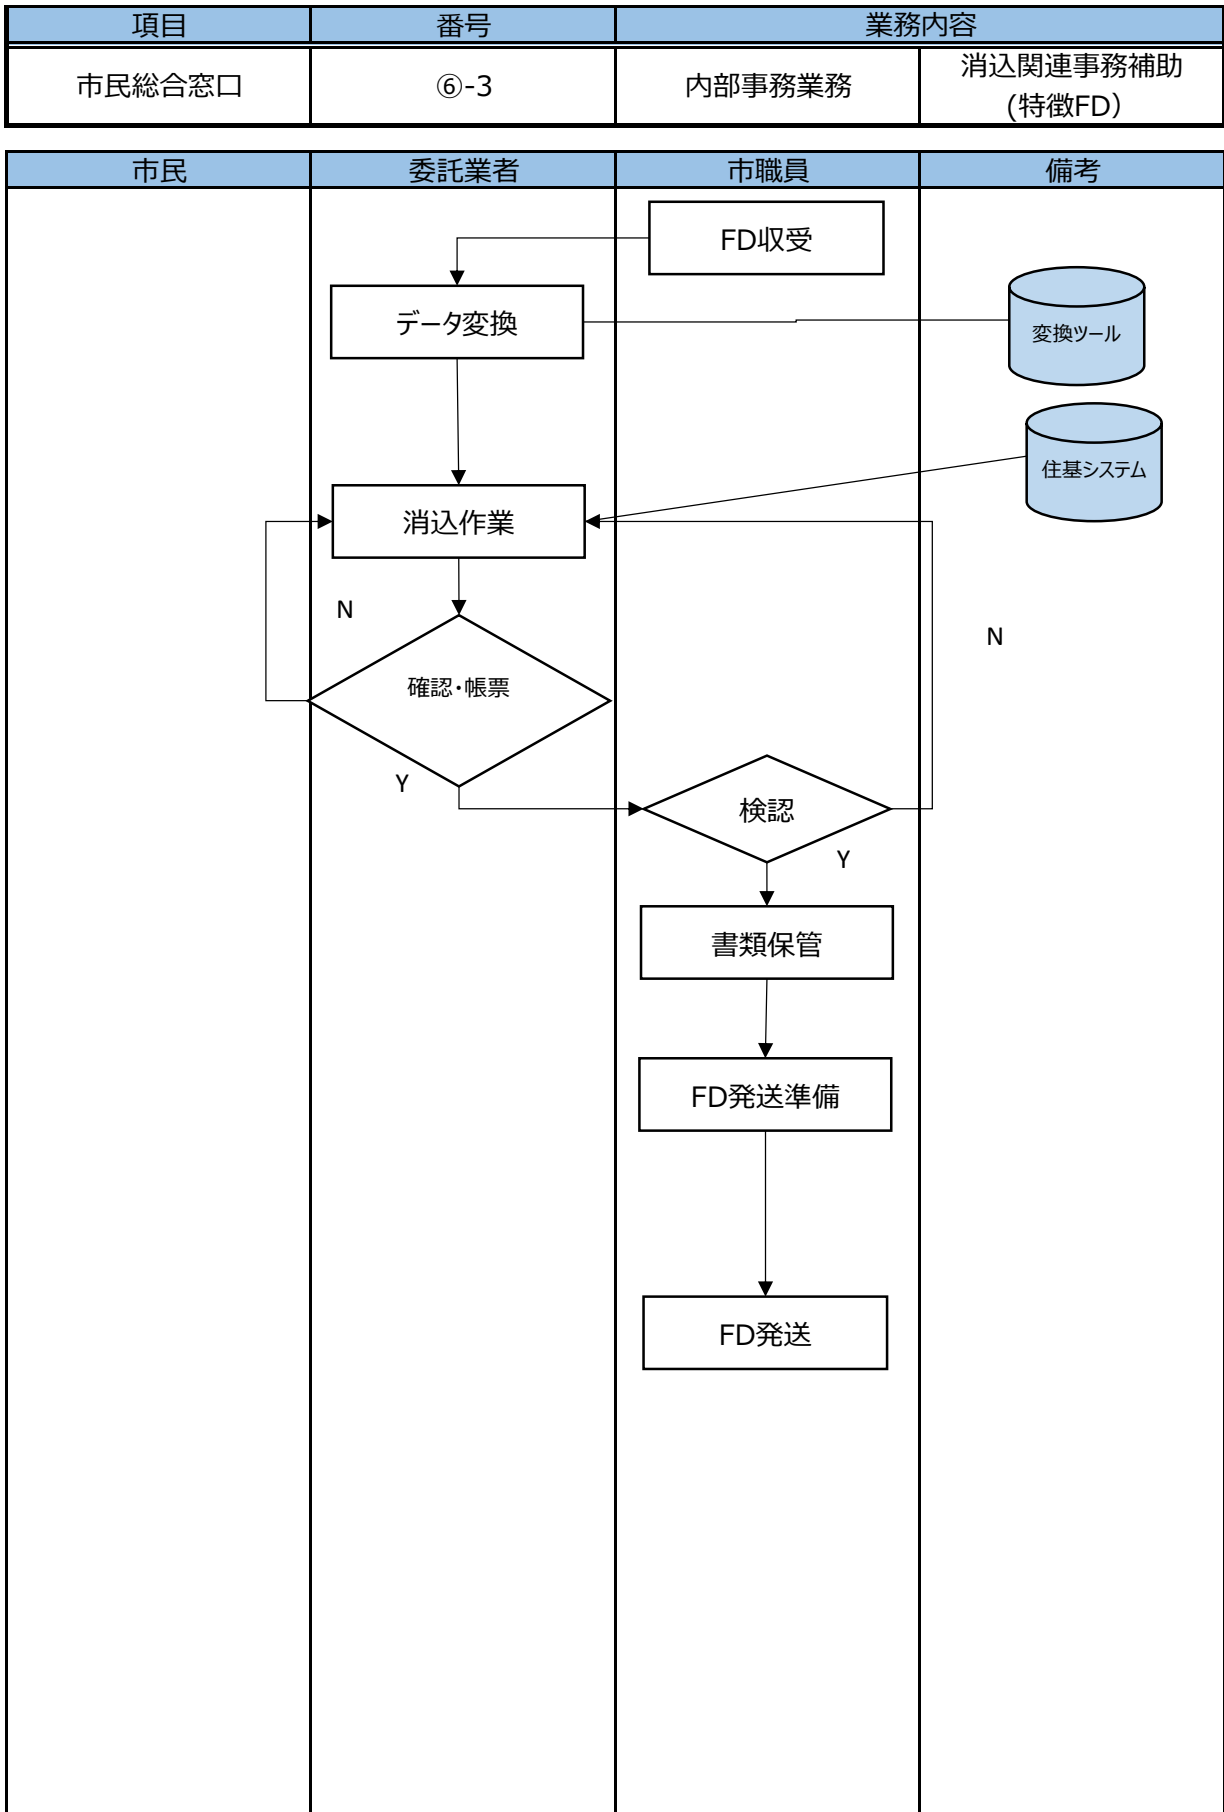 項目 番号 業務内容
市民総合窓口 ⑥-3 内部事務業務 消込関連事務補助
(特徴FD）
市民 委託業者 市職員 備考
FD収受
データ変換
変換ツール
住基システム
消込作業
N
N
確認・帳票
Y
検認
Y
書類保管
FD発送準備
FD発送